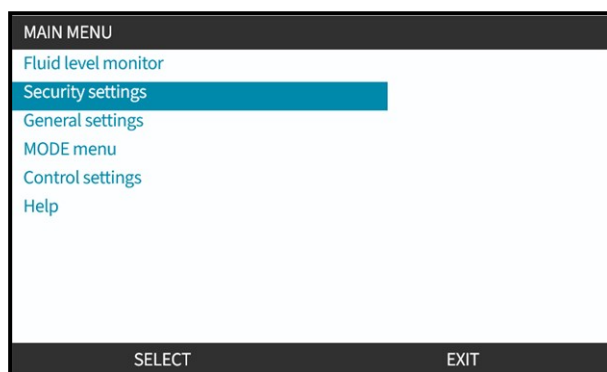 MAIN MENU
Fluid level monitor
Security settings
General settings
MODE menu
Control settings
Help
SELECT EXIT